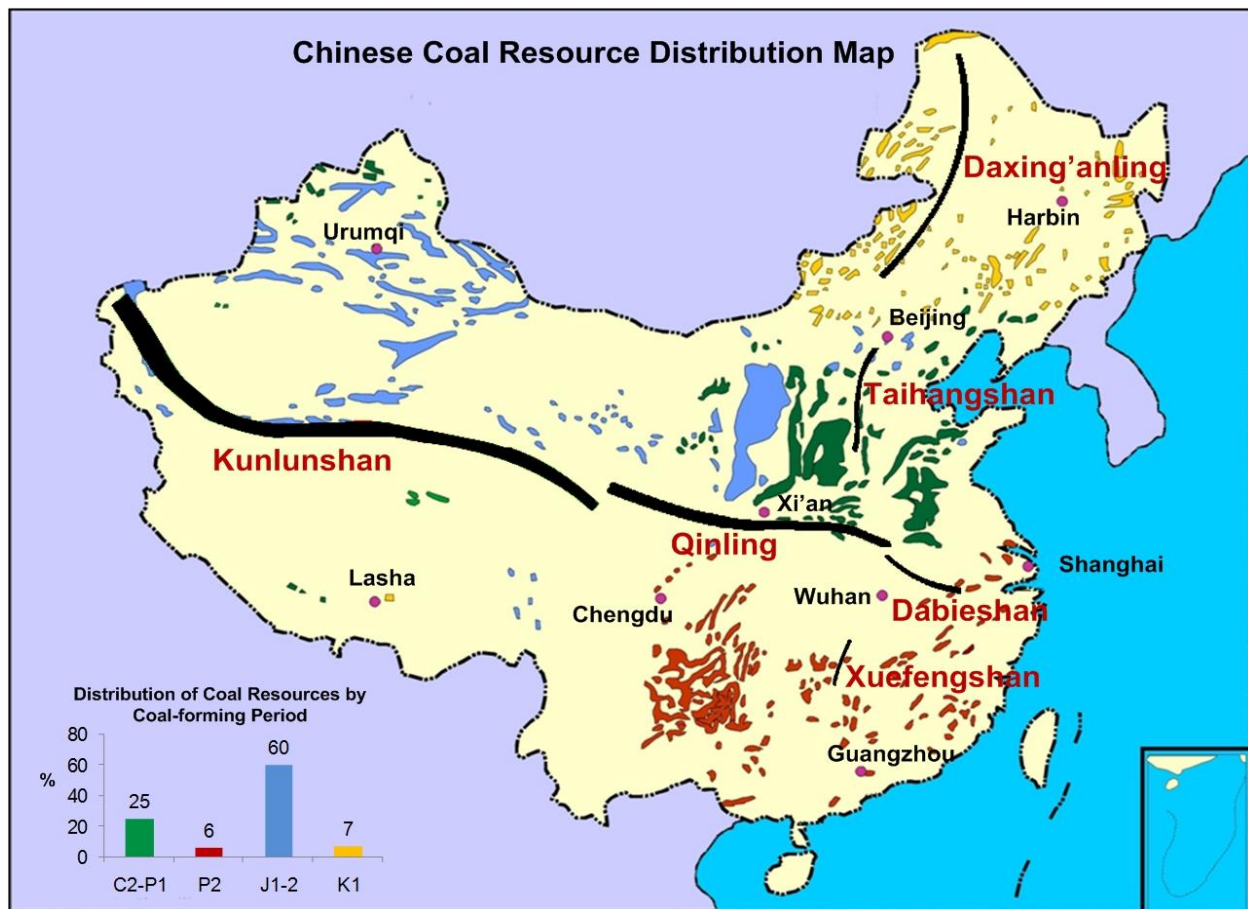 Chinese Coal Resource Distribution Map
Daxing'anling
Harbin
Urumqi
Beijing
Taihangshan
Kunlunshan
Xi'an
Qinling
Shanghai
Lasha
Wuhan
Chengdu
Dabieshan
Xuefengshan
Guangzhou
Distribution of Coal Resources by
Coal-forming Period
80
60
40
20
0
%
25
6
60
7
C2-P1
P2
J1-2
K1